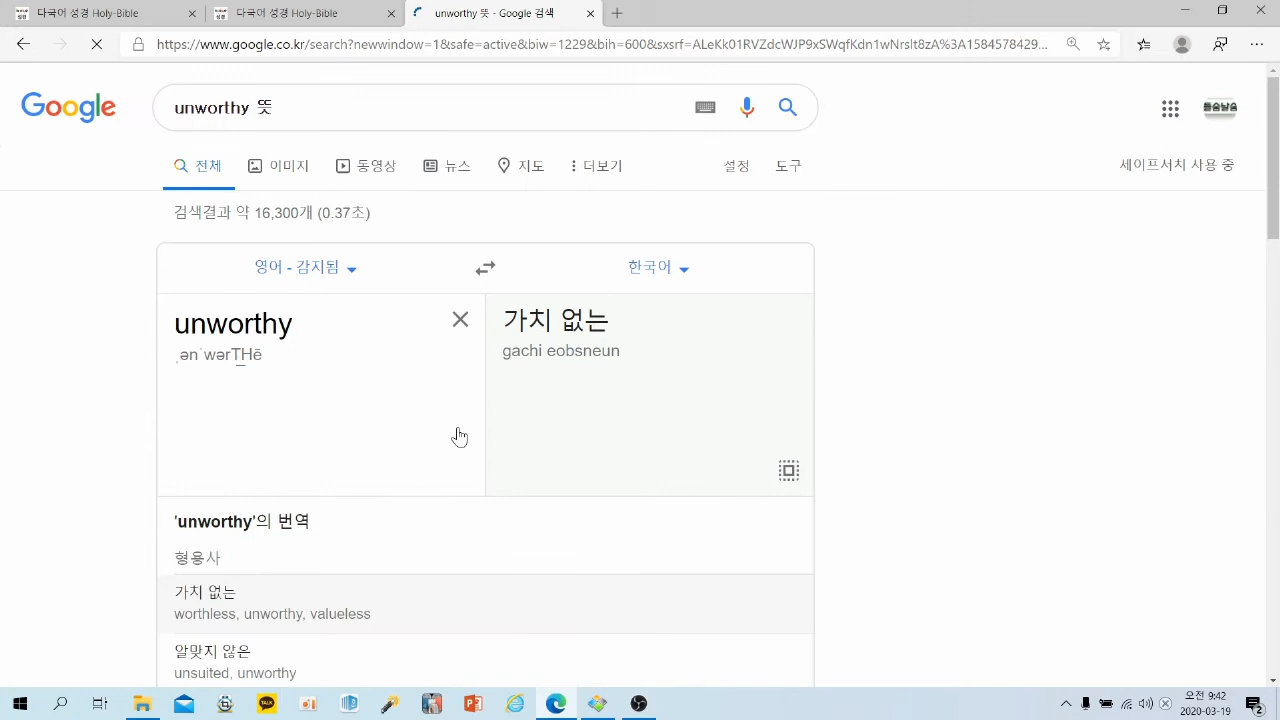 다국어 성경 Holy-Bible
다국어 성경 Holy-Bible
unworthy 뜻 - Google 검색
https://www.google.co.kr/search?newwindow=1&safe=active&biw=1229&bih=600&sxsrf=ALeKk01RVZdcWJP9xSWqfKdn1wNrslt8zA%3A1584578429...
Google
unworthy 뜻
전체 이미지 동영상 뉴스 지도 더보기 설정 도구
세이프서치 사용 중
검색결과 약 16,300개 (0.37초)
영어 - 감지됨
한국어
unworthy
ˌənˈwərT͟Hē
가치 없는
gachi eobsneun
'unworthy'의 번역
형용사
가치 없는
worthless, unworthy, valueless
알맞지 않은
unsuited, unworthy
TALK
오전 9:42
2020-03-19
2